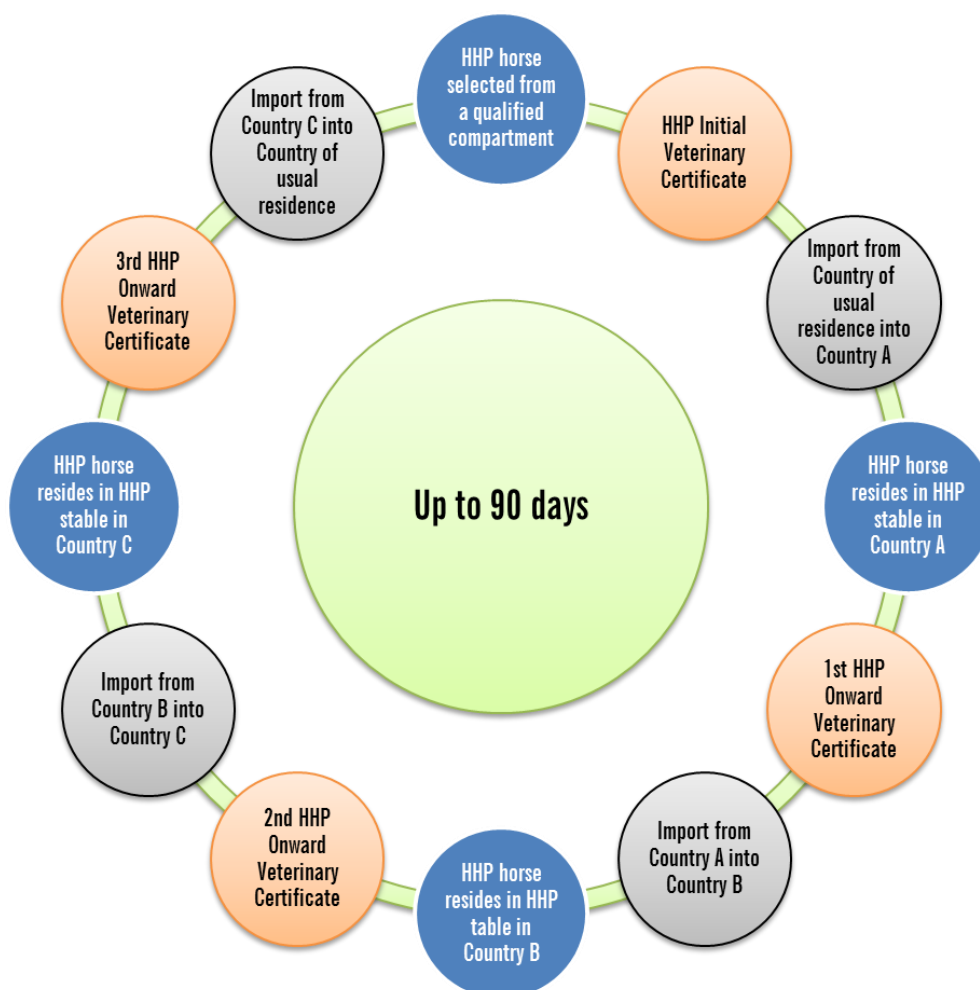 HHP horse
selected from
a qualified
compartment
HHP Initial
Veterinary
Certificate
Import from
Country of
usual
residence into
Country A
HHP horse
resides in HHP
stable in
Country A
1st HHP
Onward
Veterinary
Certificate
Import from
Country A into
Country B
HHP horse
resides in HHP
table in
Country B
2nd HHP
Onward
Veterinary
Certificate
Import from
Country B into
Country C
HHP horse
resides in HHP
stable in
Country C
3rd HHP
Onward
Veterinary
Certificate
Import from
Country C into
Country of
usual
residence
Up to 90 days